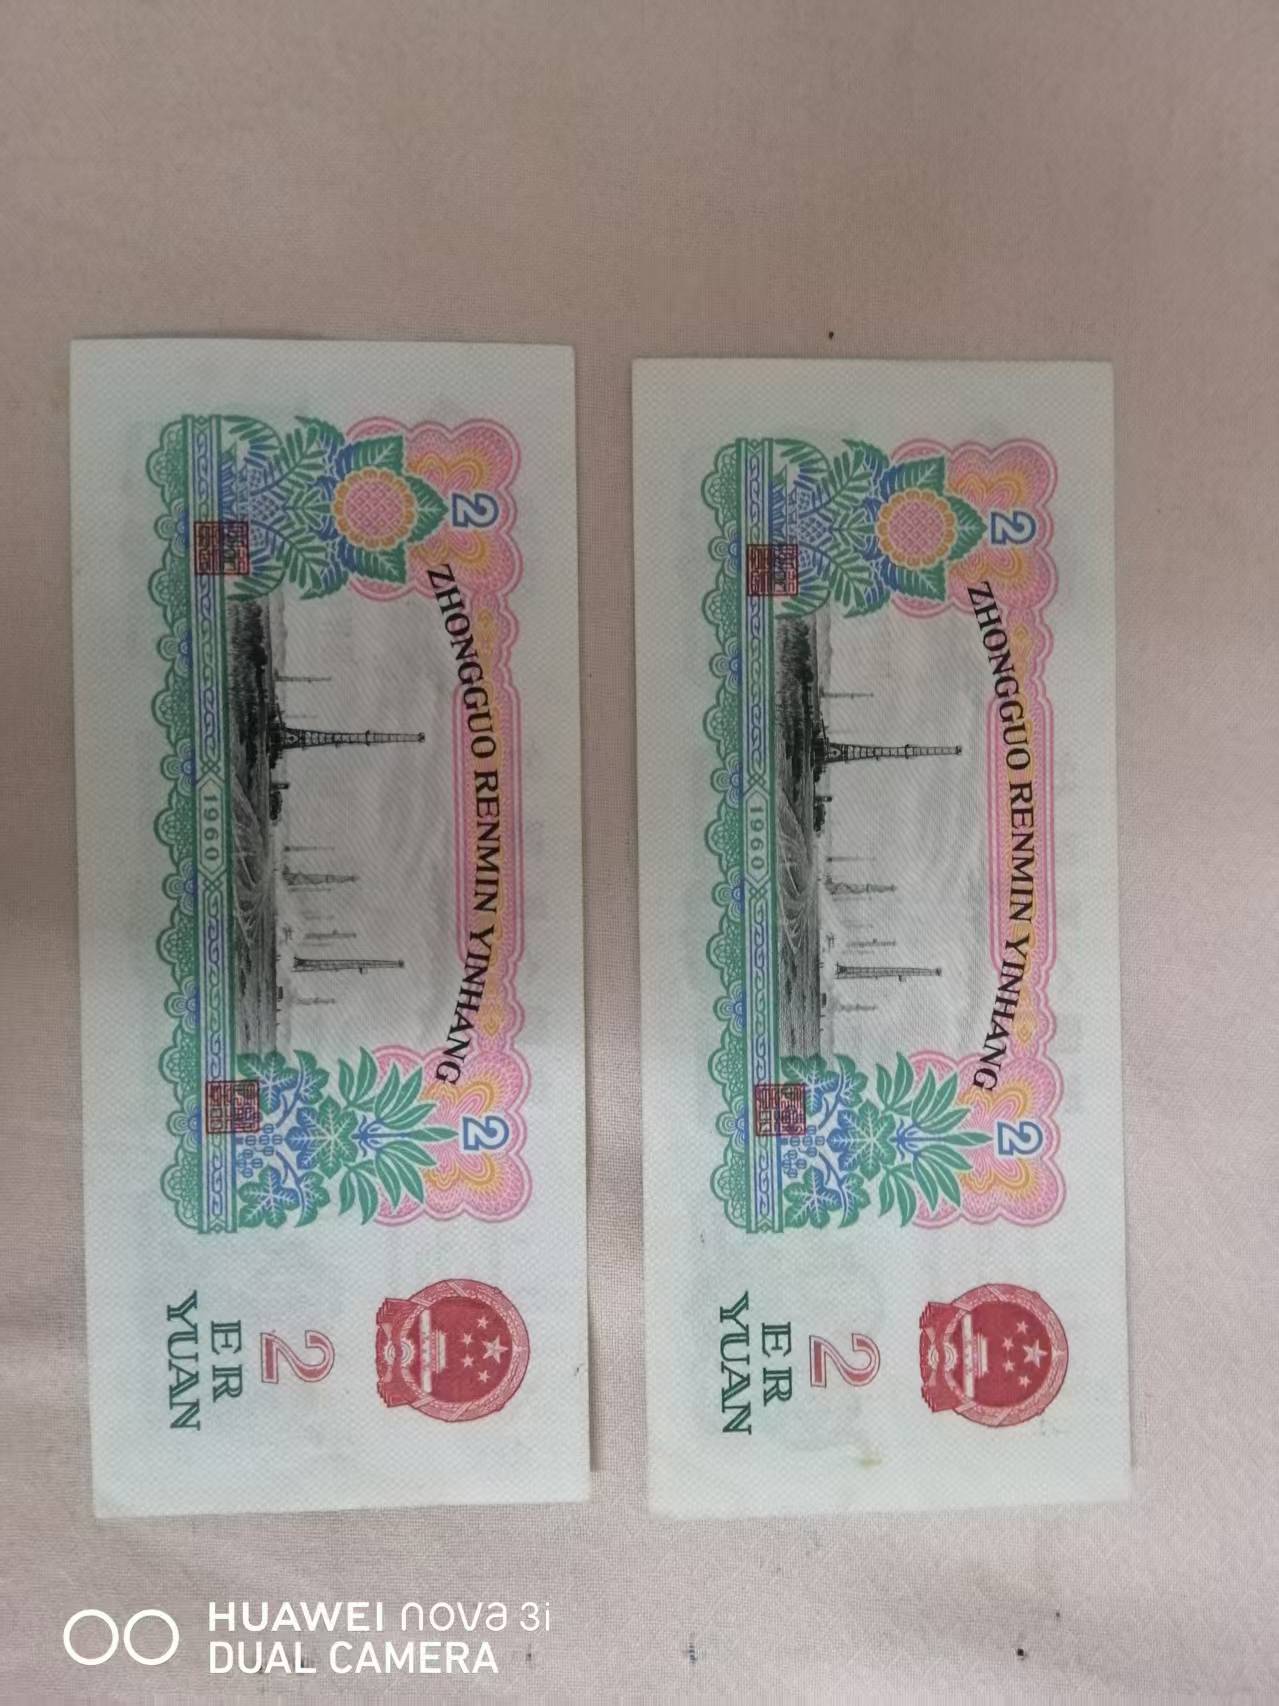 2
ZHONGGUO RENMIN YINHANG
2
1960
2
ER
YUAN
2
ZHONGGUO RENMIN YINHANG
2
1960
2
ER
YUAN
HUAWEI nova 3i
DUAL CAMERA